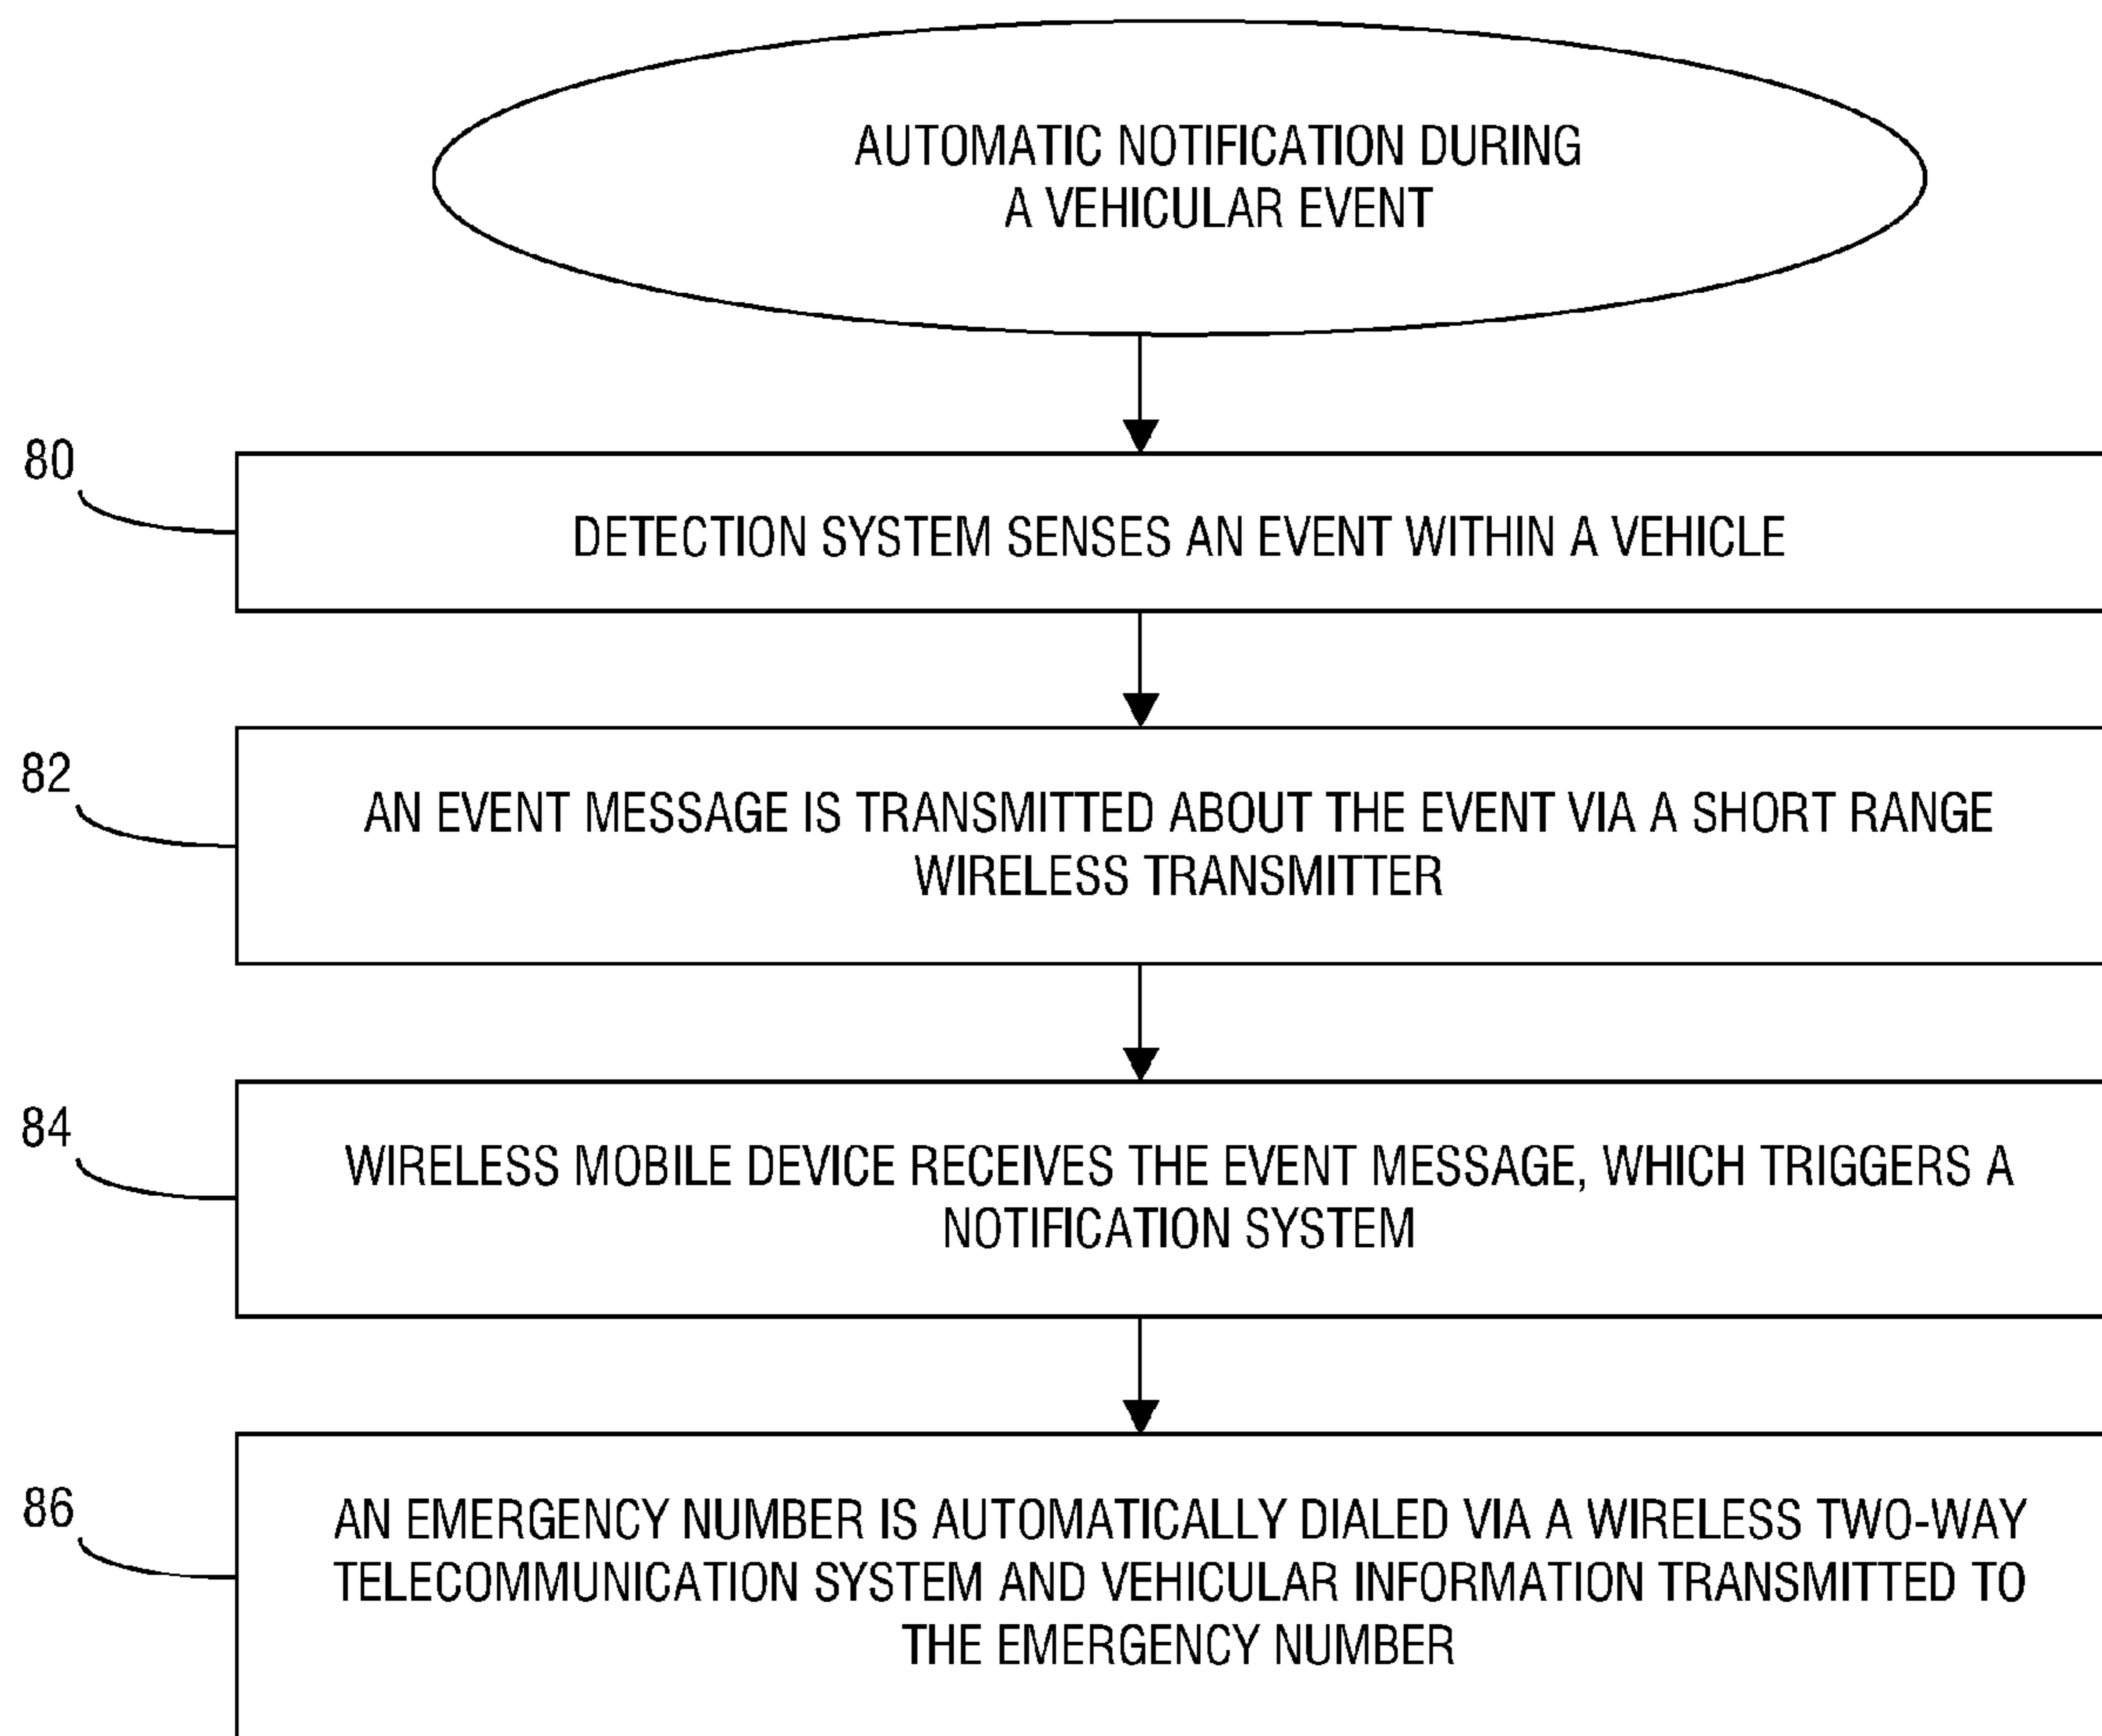 AUTOMATIC NOTIFICATION DURING
A VEHICULAR EVENT
80
DETECTION SYSTEM SENSES AN EVENT WITHIN A VEHICLE
82
AN EVENT MESSAGE IS TRANSMITTED ABOUT THE EVENT VIA A SHORT RANGE
WIRELESS TRANSMITTER
84
WIRELESS MOBILE DEVICE RECEIVES THE EVENT MESSAGE, WHICH TRIGGERS A
NOTIFICATION SYSTEM
86
AN EMERGENCY NUMBER IS AUTOMATICALLY DIALED VIA A WIRELESS TWO-WAY
TELECOMMUNICATION SYSTEM AND VEHICULAR INFORMATION TRANSMITTED TO
THE EMERGENCY NUMBER